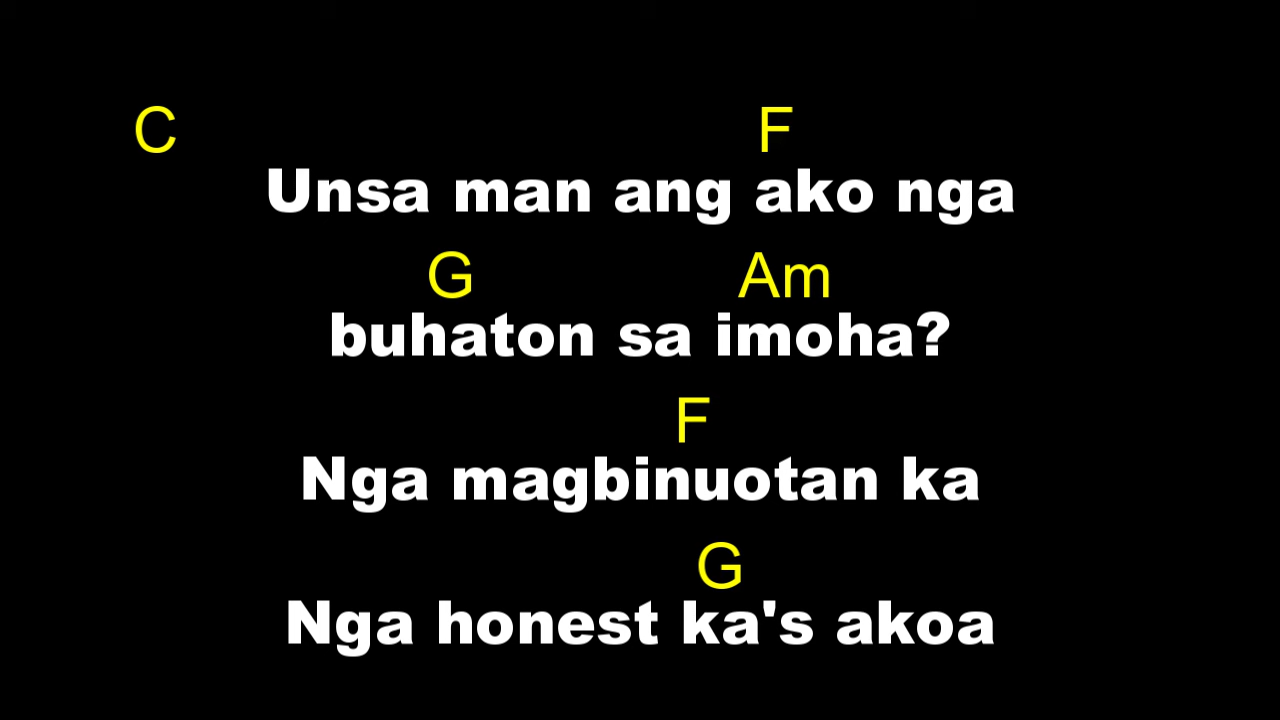 C F
Unsa man ang ako nga
G Am
buhaton sa imoha?
F
Nga magbinuotan ka
G
Nga honest ka's akoa